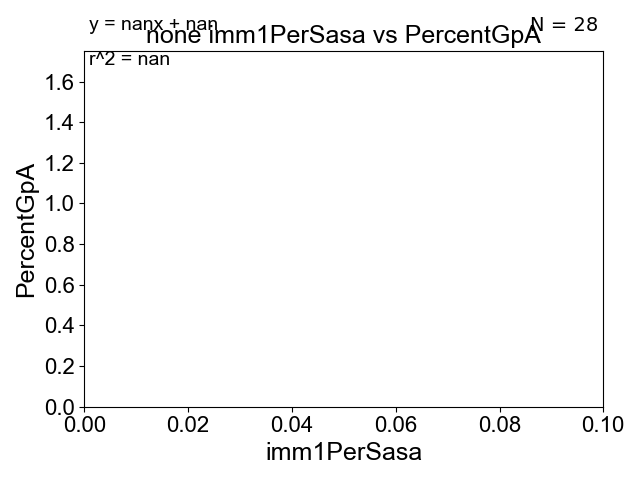 y = nanx + nan
N = 28
none imm1PerSasa vs PercentGpA
r^2 = nan
1.6
1.4
1.2
1.0
0.8
0.6
0.4
0.2
0.0
PercentGpA
0.00 0.02 0.04 0.06 0.08 0.10
imm1PerSasa